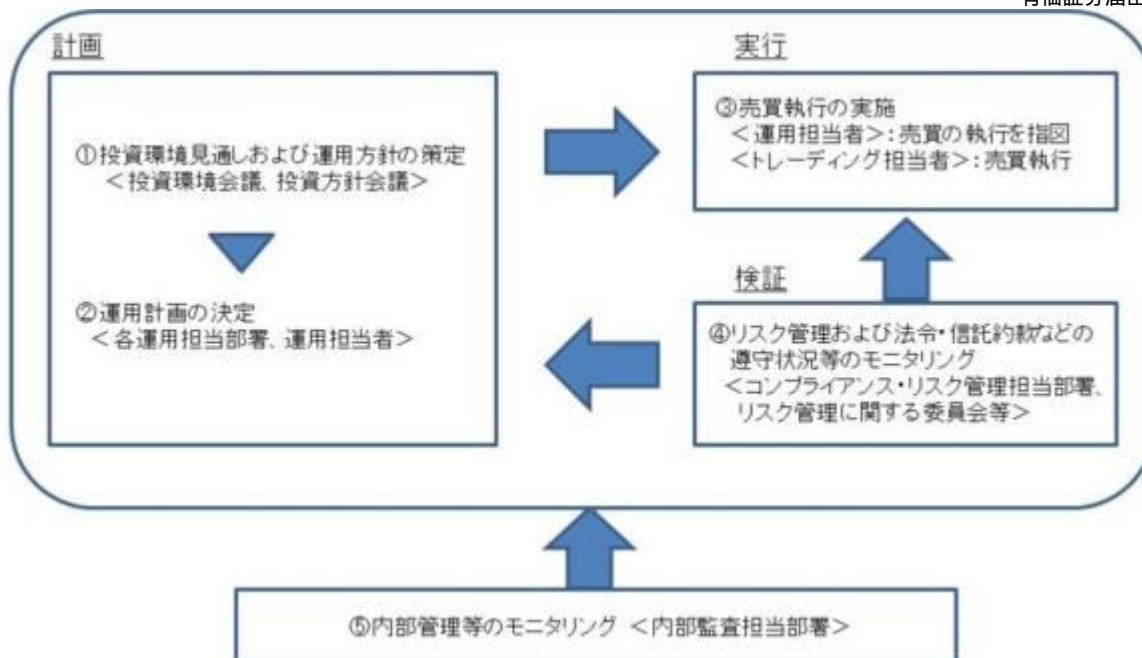 計画
①投資環境見通しおよび運用方針の策定
＜投資環境会議、投資方針会議＞
②運用計画の決定
＜各運用担当部署、運用担当者＞
実行
③売買執行の実施
＜運用担当者＞：売買の執行を指図
＜トレーディング担当者＞：売買執行
検証
④リスク管理および法令・信託約款などの
遵守状況等のモニタリング
＜コンプライアンス・リスク管理担当部署、
リスク管理に関する委員会等＞
⑤内部管理等のモニタリング ＜内部監査担当部署＞